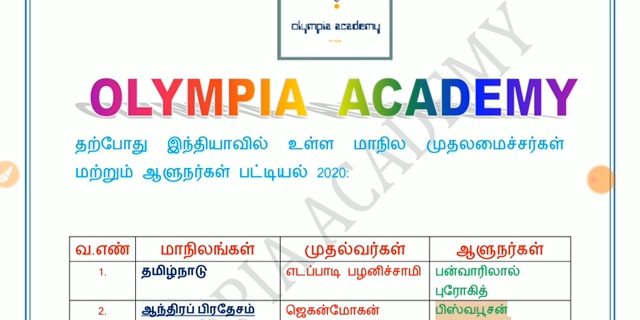 olympia academy
OLYMPIA ACADEMY
தற்போது இந்தியாவில் உள்ள மாநில முதலமைச்சர்கள்
மற்றும் ஆளுநர்கள் பட்டியல் 2020:
வ.எண் மாநிலங்கள் முதல்வர்கள் ஆளுநர்கள்
1. தமிழ்நாடு எடப்பாடி பழனிச்சாமி பன்வாரிலால்
புரோகித்
2. ஆந்திரப் பிரதேசம் ஜெகன்மோகன் பிஸ்வபூசன்
OLYMPIA ACADEMY